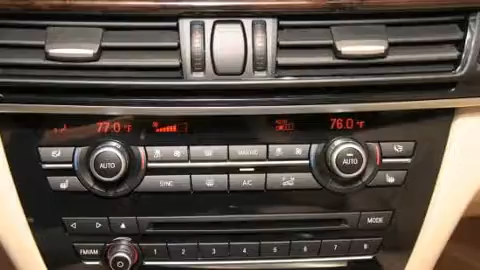 77.0 °F AUTO 76.0 °F
AUTO MAX A/C AUTO
SYNC A/C
MODE
FM/AM 1 2 3 4 5 6 7 8